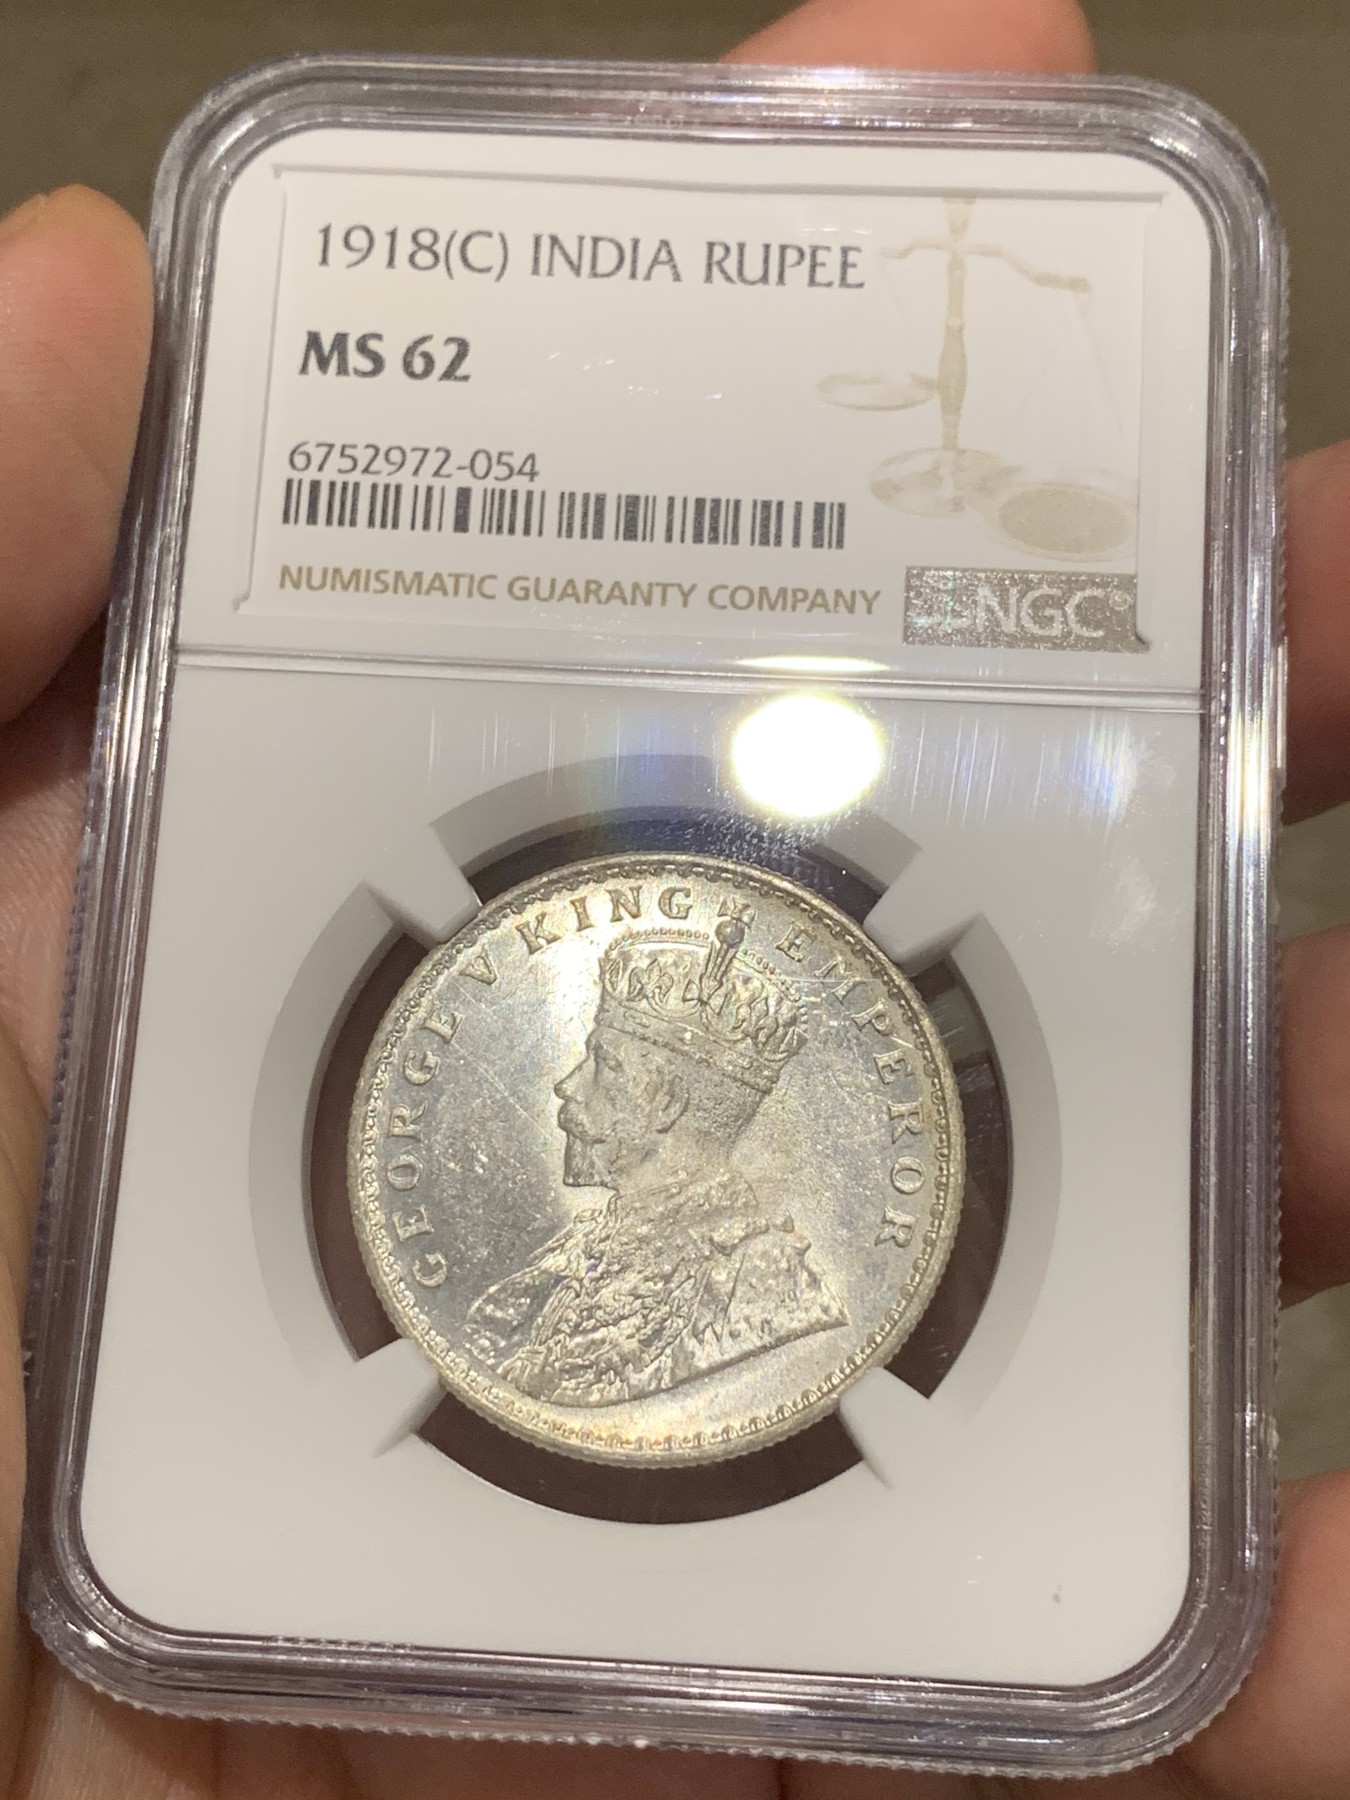 1918(C) INDIA RUPEE
MS 62
6752972-054
NUMISMATIC GUARANTY COMPANY
NGC
GEORGE V KING EMPEROR